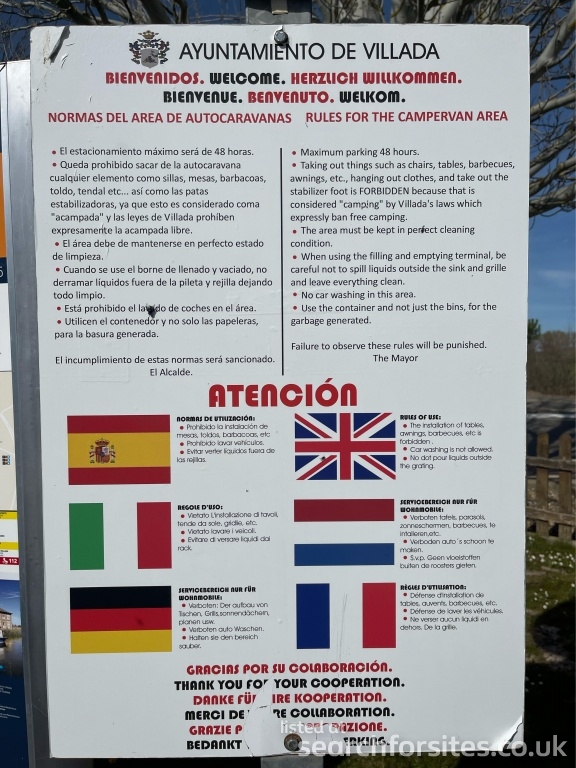 AYUNTAMIENTO DE VILLADA
BIENVENIDOS. WELCOME. HERZLICH WILLKOMMEN.
BIENVENUE. BENVENUTO. WELKOM.
NORMAS DEL AREA DE AUTOCARAVANAS
• El estacionamiento máximo será de 48 horas.
• Queda prohibido sacar de la autocaravana
cualquier elemento como sillas, mesas, barbacoas,
toldo, tendal etc... así como las patas
estabilizadoras, ya que esto es considerado coma
"acampada" y las leyes de Villada prohíben
expresamente la acampada libre.
• El área debe de mantenerse en perfecto estado
de limpieza.
• Cuando se use el borne de llenado y vaciado, no
derramar líquidos fuera de la pileta y rejilla dejando
todo limpio.
• Está prohibido el lavado de coches en el área.
• Utilicen el contenedor y no solo las papeleras,
para la basura generada.
El incumplimiento de estas normas será sancionado.
El Alcalde.
RULES FOR THE CAMPERVAN AREA
• Maximum parking 48 hours.
• Taking out things such as chairs, tables, barbecues,
awnings, etc., hanging out clothes, and take out the
stabilizer foot is FORBIDDEN because that is
considered "camping" by Villada's laws which
expressly ban free camping.
• The area must be kept in perfect cleaning
condition.
• When using the filling and emptying terminal, be
careful not to spill liquids outside the sink and grille
and leave everything clean.
• No car washing in this area.
• Use the container and not just the bins, for the
garbage generated.
Failure to observe these rules will be punished.
The Mayor
ATENCIÓN
NORMAS DE UTILIZACIÓN:
• Prohibido la instalación de
mesas, toldos, barbacoas, etc
• Prohibido lavar vehículos.
• Evitar verter líquidos fuera de
las rejillas.
RULES OF USE:
• The installation of tables,
awnings, barbecues, etc is
forbidden .
• Car washing is not allowed.
• No dot pour liquids outside
the grating.
REGOLE D'USO:
• Vietato L'installazione di tavoli,
tende da sole, gridlie, etc.
• Vietato lavare i veicoli.
• Evitare di versare liquidi dai
rack.
SERVICEBEREICH NUR FÜR
WOHNMOBILE:
• Verboten tafels, parasols,
zonneschermen, barbecues, te
intalleren,etc.
• Verboden auto´s schoon te
maken.
• S.v.p. Geen vloeistoffen
buiten de roosters gieten.
SERVICEBEREICH NUR FÜR
WOHNMOBILE:
• Verboten: Der aufbau von
Tischen, Grills,sonnendächern,
planen usw.
• Verboten auto Waschen.
• Halten sie den bereich
sauber.
RÈGLES D'UTILISATION:
• Défense d'installation de
tables, auvents, barbecues, etc.
• Défense de laver les véhicules.
• Ne verser aucun liquidi en
dehors. De la grille.
GRACIAS POR SU COLABORACIÓN.
THANK YOU FOR YOUR COOPERATION.
DANKE FÜR IRE KOOPERATION.
MERCI DE COLLABORATION.
GRAZIE
BEDANKT
listed
searchforsites.co.uk
112